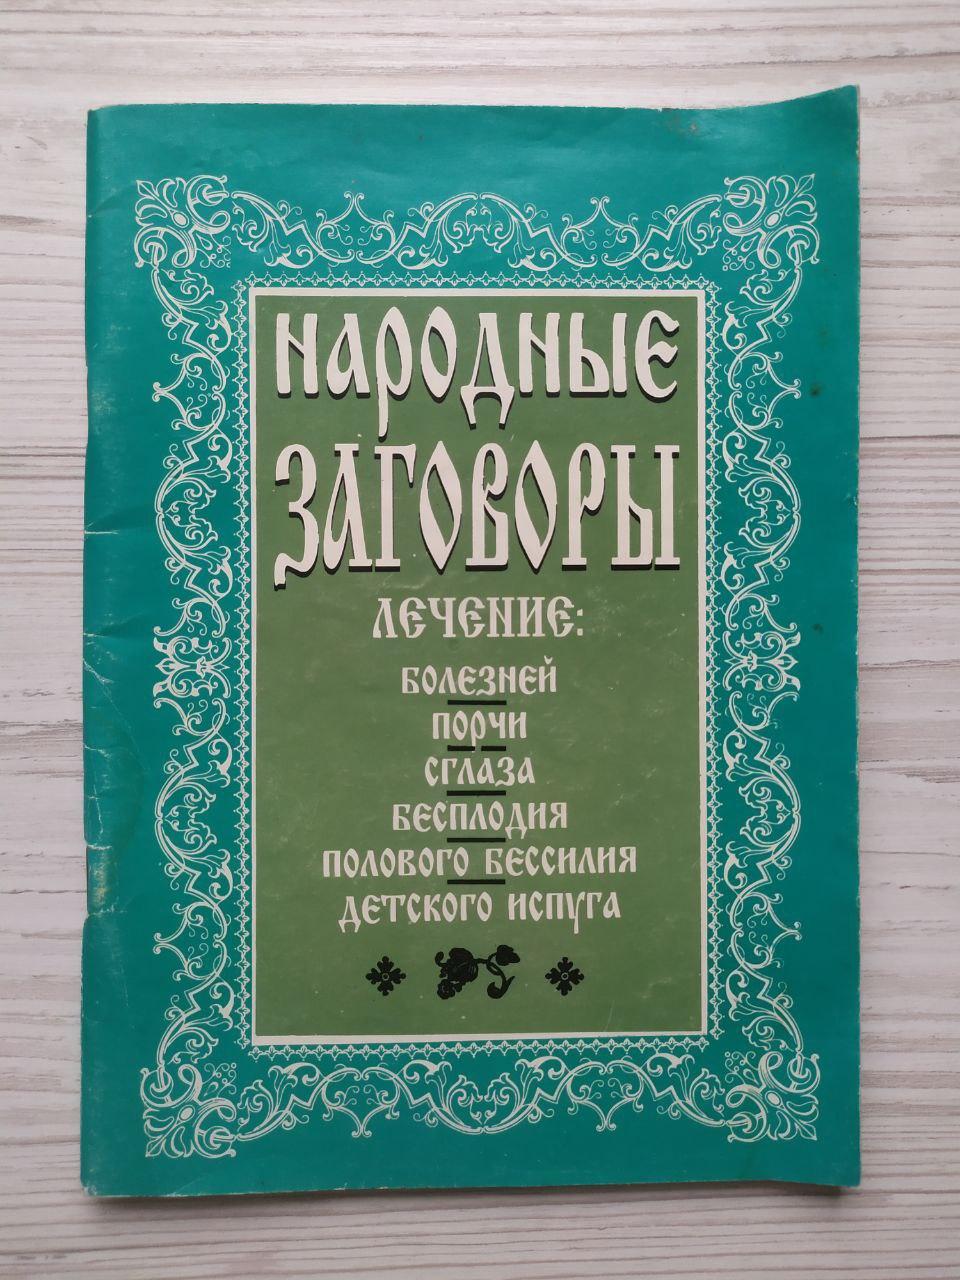 НАРОДНЫЕ
ЗАГОВОРЫ
ЛЕЧЕНИЕ:
БОЛЕЗНЕЙ
ПОРЧИ
СГЛАЗА
БЕСПЛОДИЯ
ПОЛОВОГО БЕССИЛИЯ
ДЕТСКОГО ИСПУГА